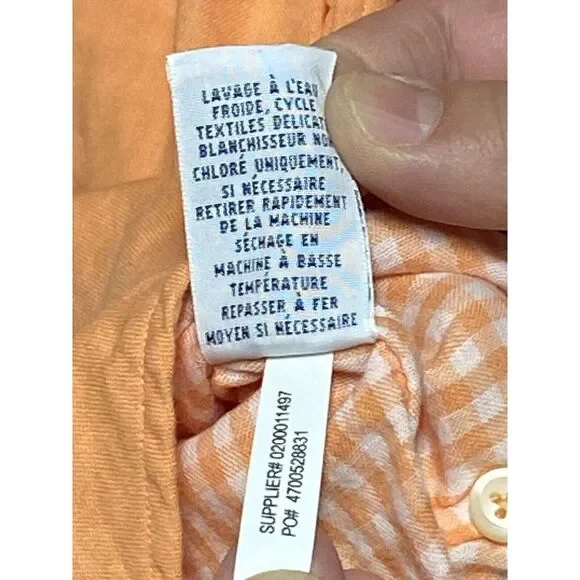 LAVAGE À L'EAU
FROIDE, CYCLE
TEXTILES DÉLICAT
BLANCHISSEUR NON
CHLORÉ UNIQUEMENT,
SI NÉCESSAIRE
RETIRER RAPIDEMENT
DE LA MACHINE
SÉCHAGE EN
MACHINE À BASSE
TEMPÉRATURE
REPASSER À FER
MOYEN SI NÉCESSAIRE
SUPPLIER# 0200011497
PO# 4700528831